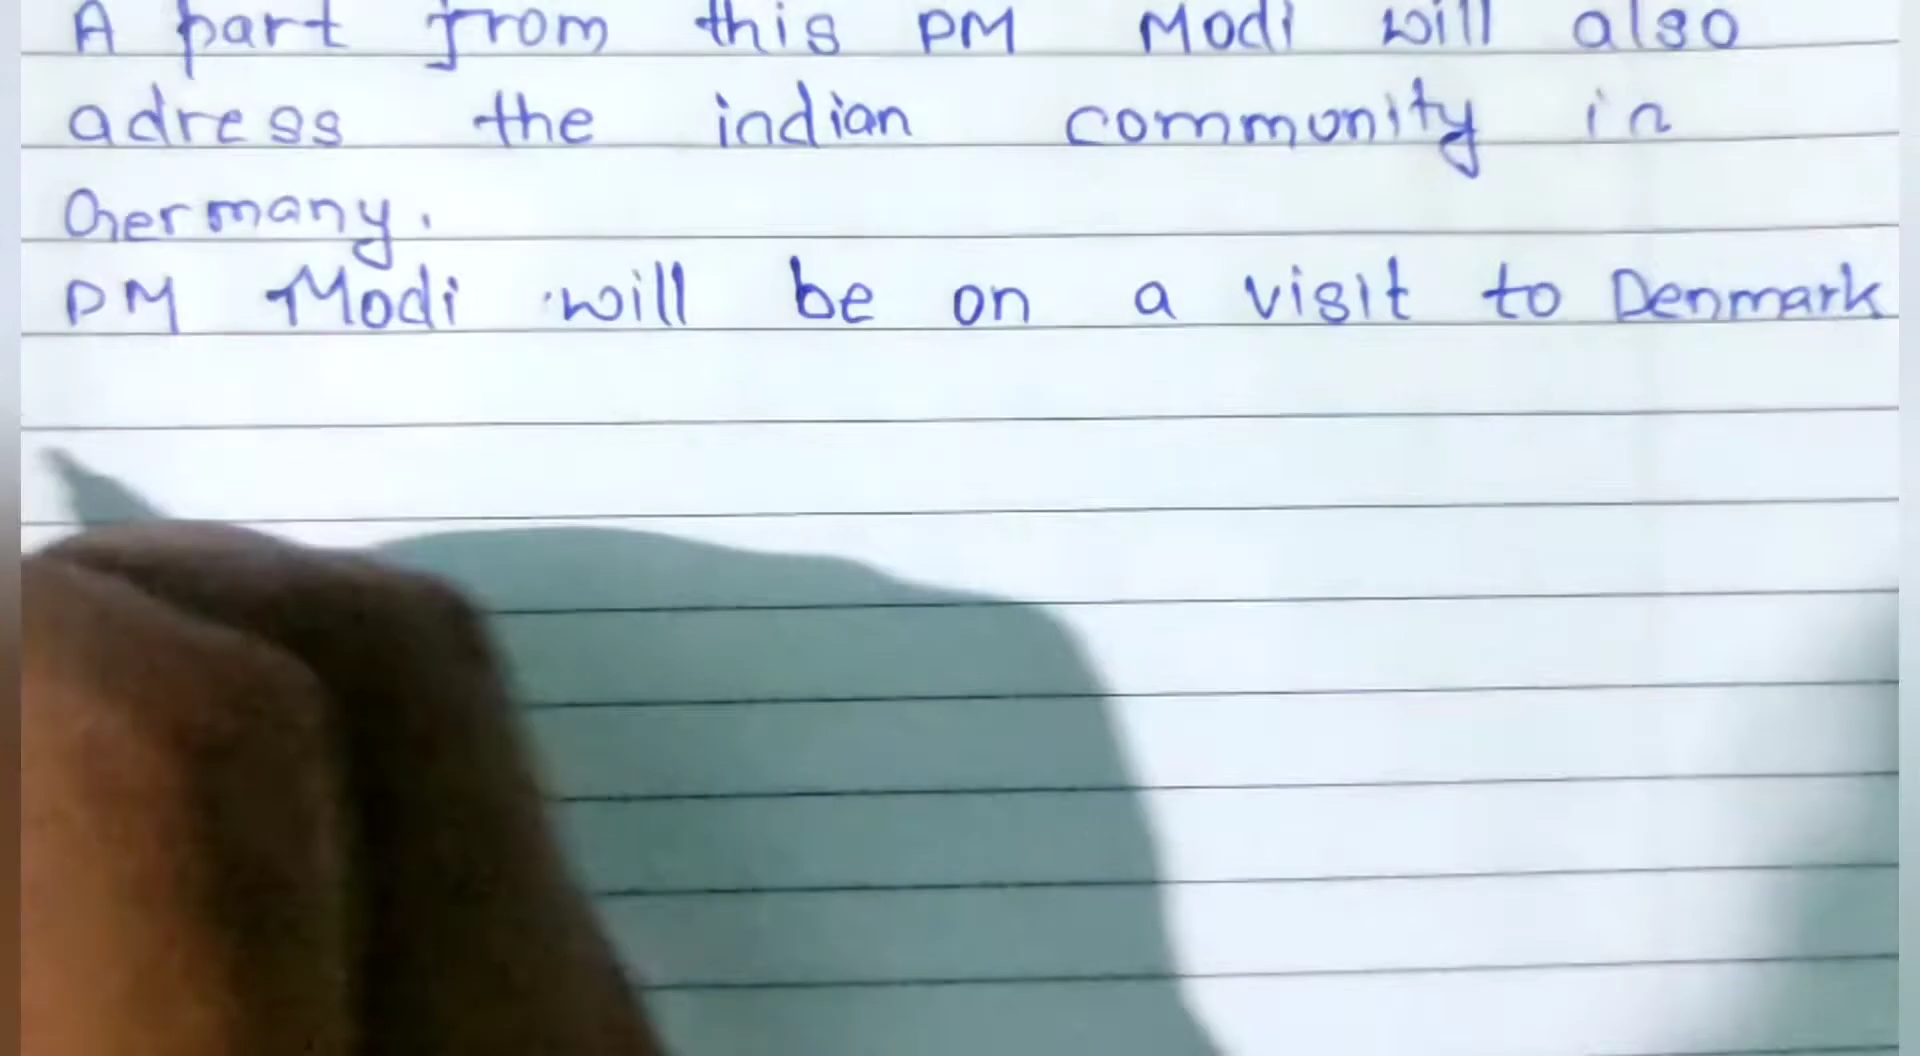 A part from this PM Modi will also
adress the indian community in
Germany.
PM Modi will be on a visit to Denmark